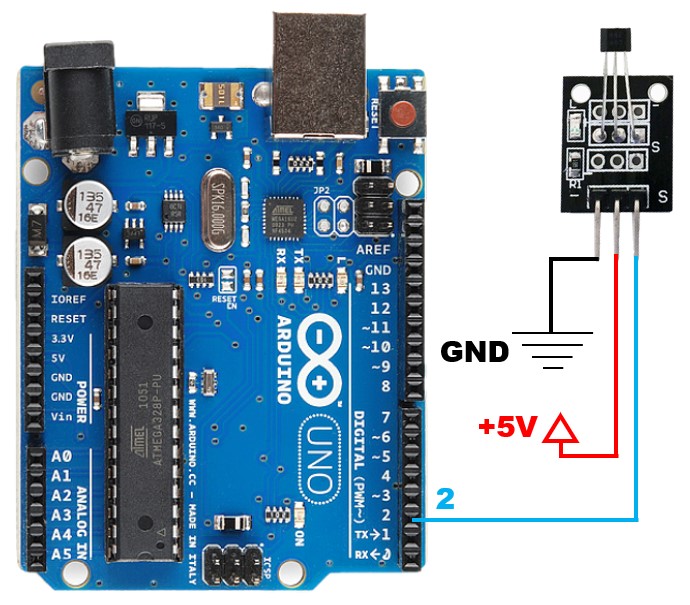 RESET
JP2
AREF
GND
13
12
~11
~10
~9
8
7
~6
~5
4
~3
2
TX→1
RX←0
DIGITAL (PWM~)
RX
TX
L
RESET
EN
135
47
16E
135
47
16E
M7
SPK16.000G
ATMEL
IOREF
RESET
3.3V
5V
GND
GND
Vin
POWER
A0
A1
A2
A3
A4
A5
ANALOG IN
ATMEL 1051
ATMEGA328P-PU
ARDUINO
UNO
WWW.ARDUINO.CC - MADE IN ITALY
ON
ICSP
L
S
R1
S
GND
+5V
2